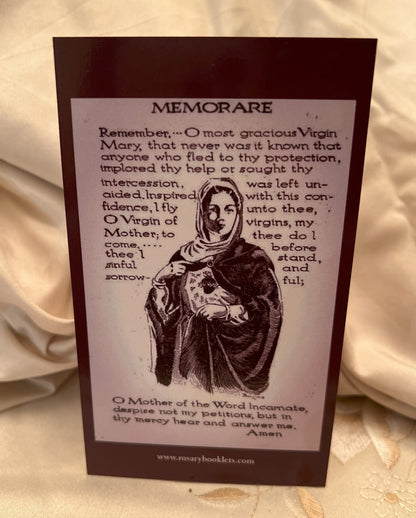 MEMORARE
Remember,... O most gracious Virgin
Mary, that never was it known that
anyone who fled to thy protection,
implored thy help or sought thy
intercession, was left un-
aided, Inspired with this con-
fidence, I fly unto thee,
O Virgin of virgins, my
Mother; to thee do I
come,..... before
thee I stand,
sinful and
sorrow- ful;
O Mother of the Word Incarnate,
despise not my petitions, but in
thy mercy hear and answer me.
Amen
www.rosarybooklets.com